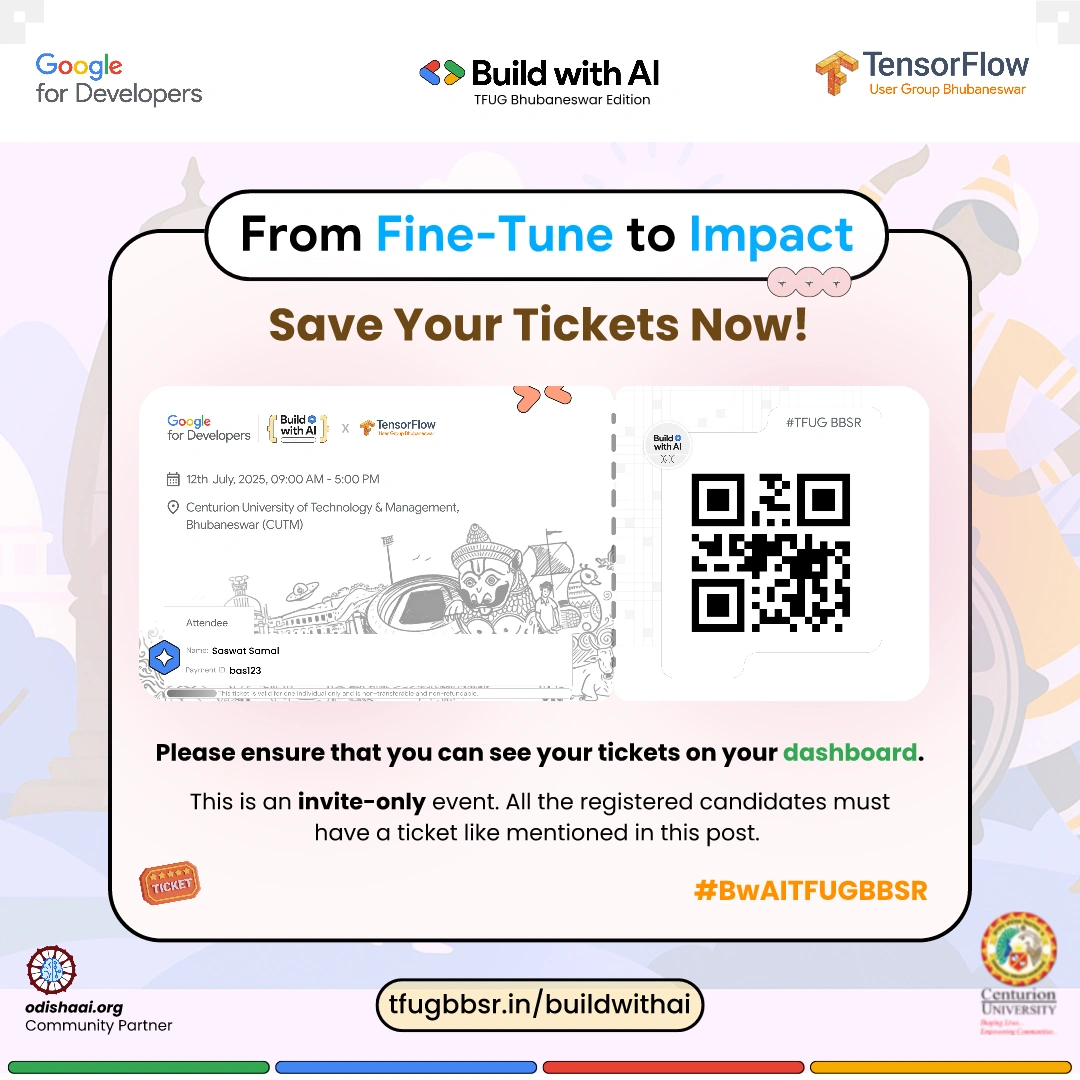 Google
for Developers
Build with AI
TFUG Bhubaneswar Edition
TensorFlow
User Group Bhubaneswar
From Fine-Tune to Impact
Save Your Tickets Now!
Google
for Developers
Build
with AI
X
TensorFlow
User Group Bhubaneswar
12th July, 2025, 09:00 AM - 5:00 PM
Centurion University of Technology & Management,
Bhubaneswar (CUTM)
Attendee
Name: Saswat Samal
Payment ID: bas123
This ticket is valid for one individual only and is non-transferable and non-refundable.
#TFUG BBSR
Build
with AI
Please ensure that you can see your tickets on your dashboard.
This is an invite-only event. All the registered candidates must
have a ticket like mentioned in this post.
TICKET
#BwAITFUGBBSR
odishaai.org
Community Partner
tfugbbsr.in/buildwithai
Centurion
UNIVERSITY
Shaping Lives...
Empowering Communities...